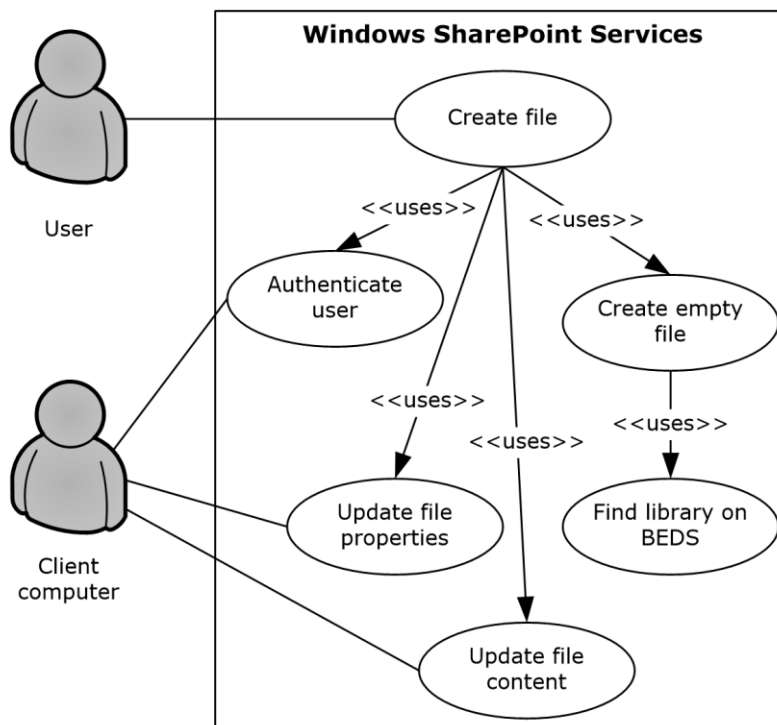 Windows SharePoint Services
Create file
User
<<uses>>
<<uses>>
Authenticate
user
Create empty
file
<<uses>>
<<uses>>
<<uses>>
Update file
properties
Find library on
BEDS
Client
computer
Update file
content